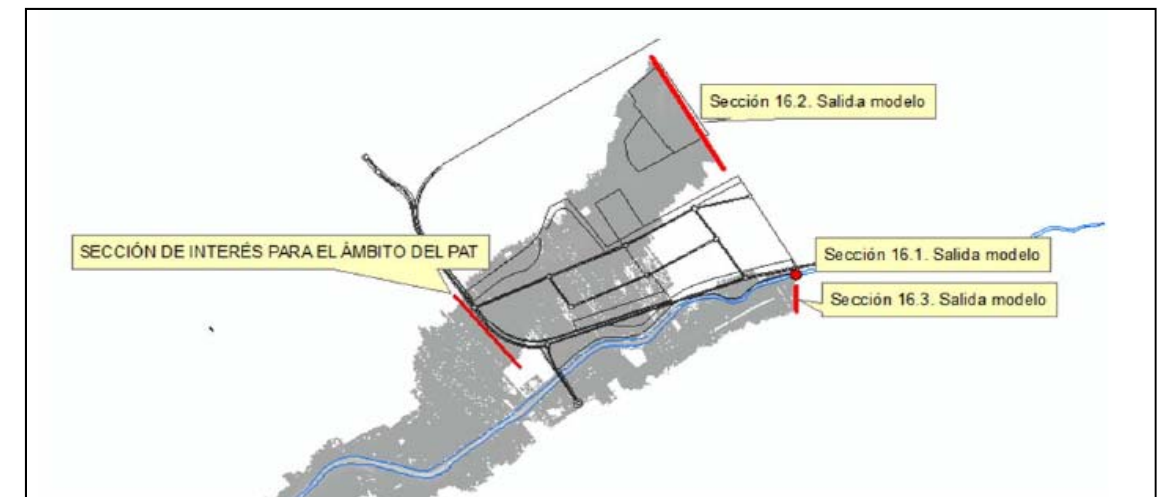 Sección 16.2. Salida modelo
SECCIÓN DE INTERÉS PARA EL ÁMBITO DEL PAT
Sección 16.1. Salida modelo
Sección 16.3. Salida modelo